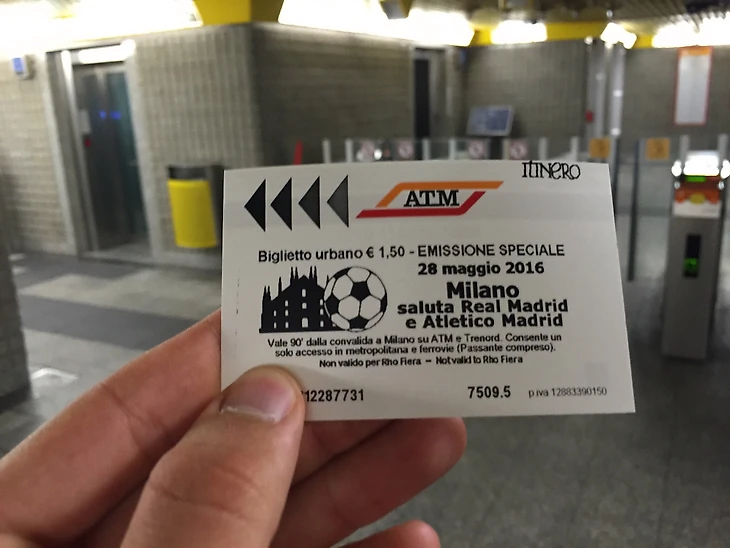 ITINERO
ATM
Biglietto urbano € 1,50 - EMISSIONE SPECIALE
28 maggio 2016
Milano
saluta Real Madrid
e Atletico Madrid
Vale 90' dalla convalida a Milano su ATM e Trenord. Consente un
solo accesso in metropolitana e ferrovie (Passante compreso).
Non valido per Rho Fiera - Not valid to Rho Fiera
12287731 7509.5 p.iva 12883390150